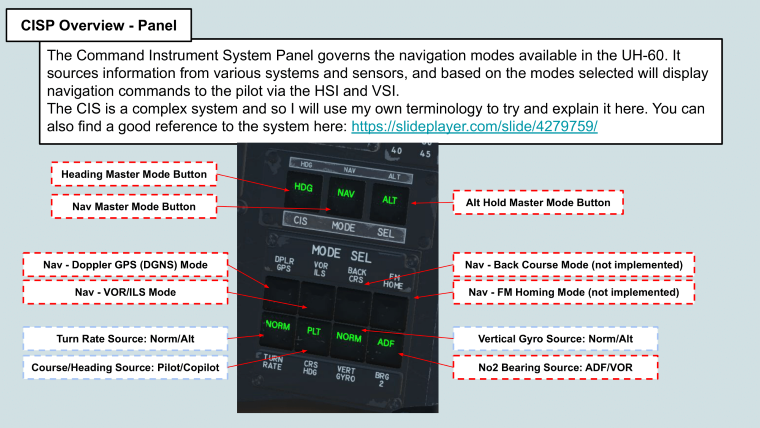 CISP Overview - Panel
The Command Instrument System Panel governs the navigation modes available in the UH-60. It
sources information from various systems and sensors, and based on the modes selected will display
navigation commands to the pilot via the HSI and VSI.
The CIS is a complex system and so I will use my own terminology to try and explain it here. You can
also find a good reference to the system here: https://slideplayer.com/slide/4279759/
40 45
HDG NAV ALT
HDG NAV ALT
CIS MODE SEL
MODE SEL
DPLR GPS
VOR ILS
BACK CRS
FM HOME
NORM PLT NORM ADF
TURN RATE
CRS HDG
VERT GYRO
BRG 2
Heading Master Mode Button
Nav Master Mode Button
Alt Hold Master Mode Button
Nav - Doppler GPS (DGNS) Mode
Nav - VOR/ILS Mode
Nav - Back Course Mode (not implemented)
Nav - FM Homing Mode (not implemented)
Turn Rate Source: Norm/Alt
Course/Heading Source: Pilot/Copilot
Vertical Gyro Source: Norm/Alt
No2 Bearing Source: ADF/VOR